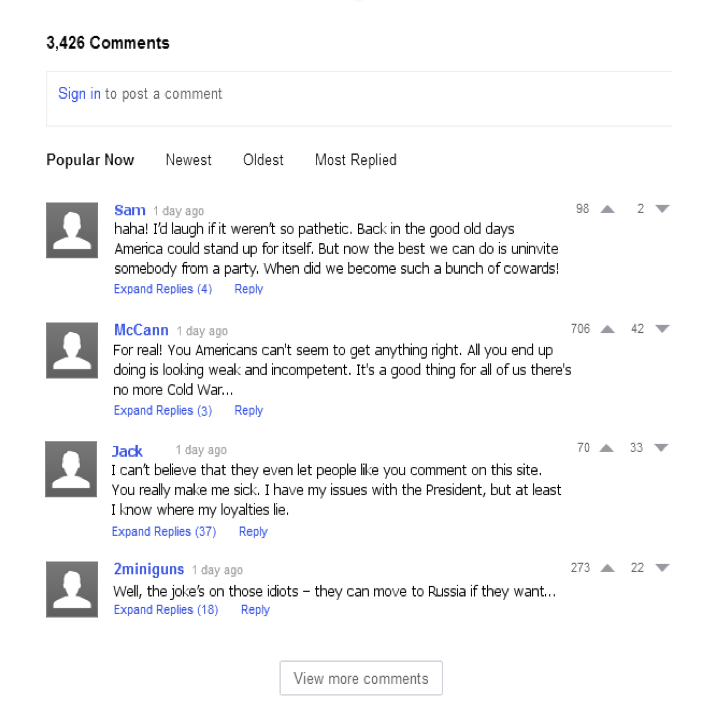 3,426 Comments
Sign in to post a comment
Popular Now Newest Oldest Most Replied
Sam 1 day ago 98 2
haha! I'd laugh if it weren't so pathetic. Back in the good old days
America could stand up for itself. But now the best we can do is uninvite
somebody from a party. When did we become such a bunch of cowards!
Expand Replies (4) Reply
McCann 1 day ago 706 42
For real! You Americans can't seem to get anything right. All you end up
doing is looking weak and incompetent. It's a good thing for all of us there's
no more Cold War...
Expand Replies (3) Reply
Jack 1 day ago 70 33
I can't believe that they even let people like you comment on this site.
You really make me sick. I have my issues with the President, but at least
I know where my loyalties lie.
Expand Replies (37) Reply
2miniguns 1 day ago 273 22
Well, the joke's on those idiots – they can move to Russia if they want...
Expand Replies (18) Reply
View more comments